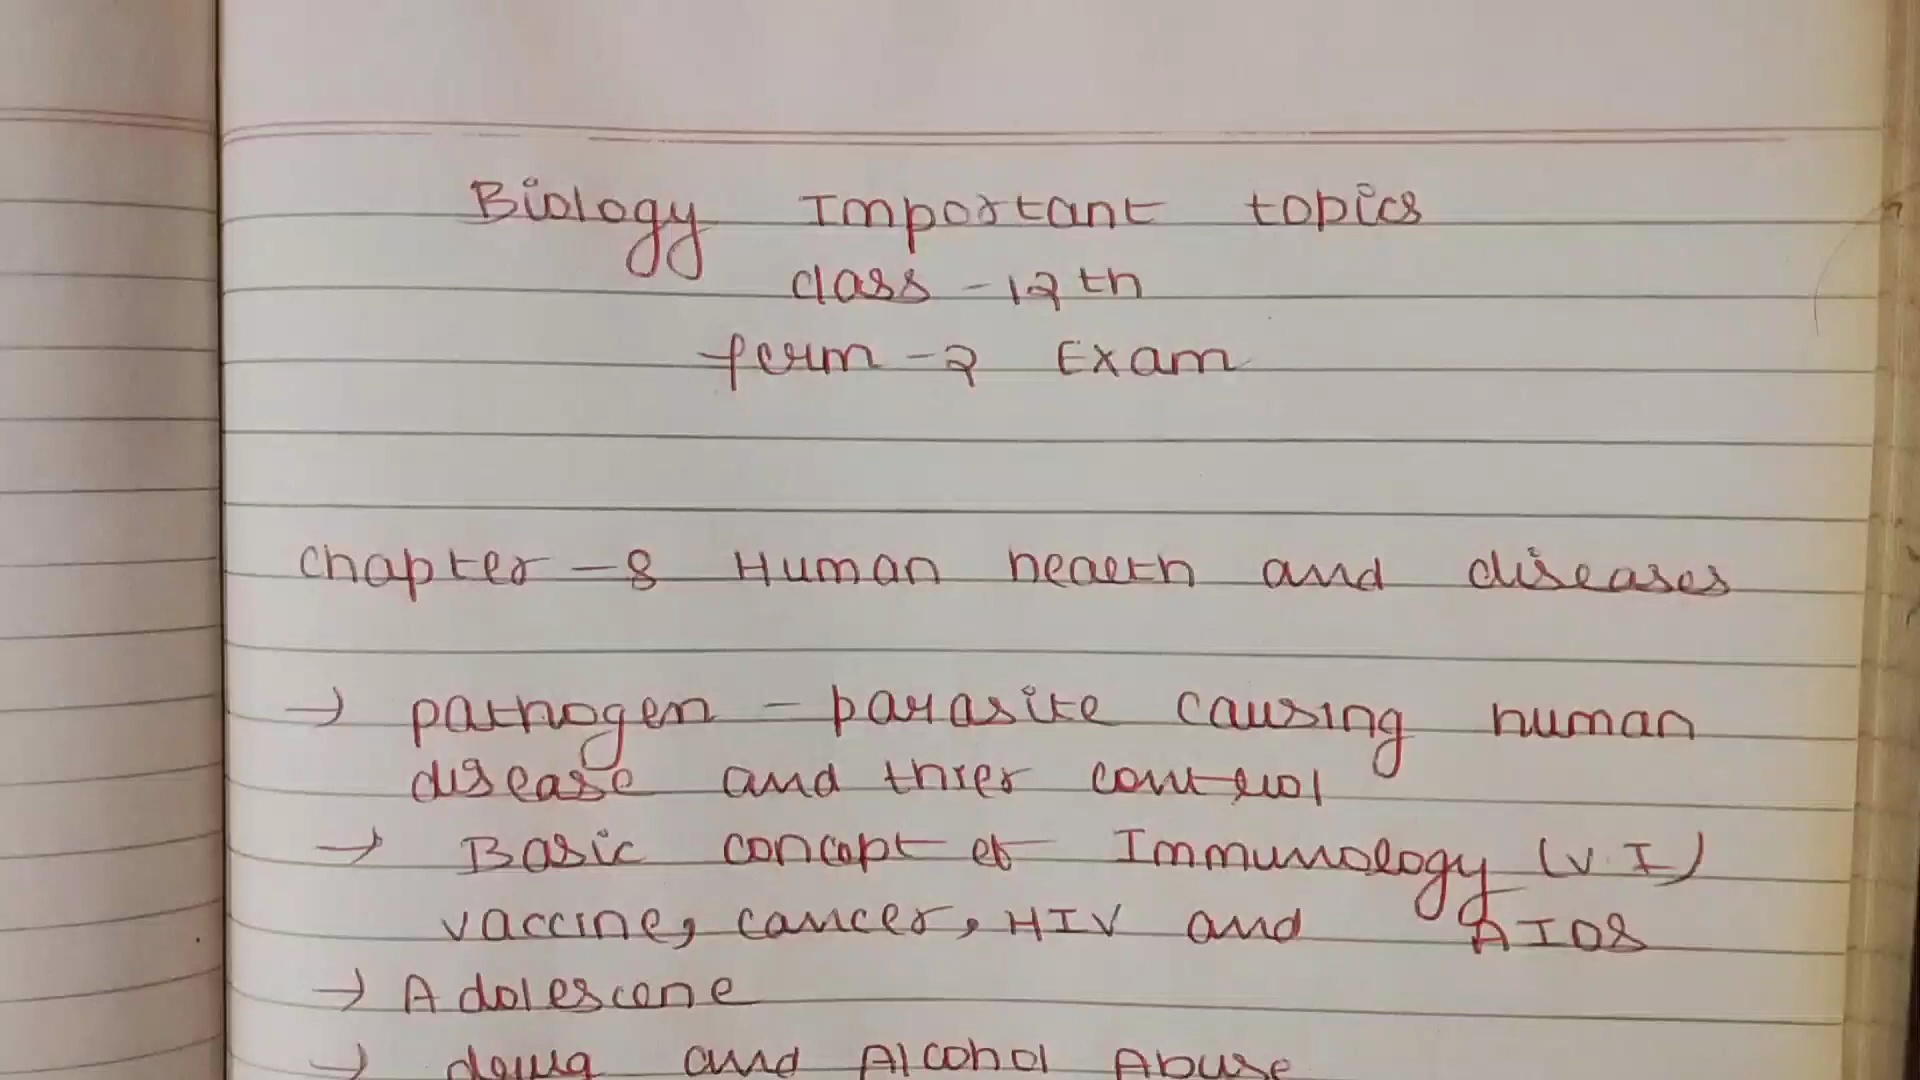 Biology Important topics
class - 12th
Term - 2 Exam
Chapter - 8 Human health and diseases
→ pathogen - parasite causing human
disease and thier control
→ Basic concept of Immunology (V.I)
vaccine, cancer, HIV and AIDS
→ Adolescene
→ drug and Alcohol Abuse